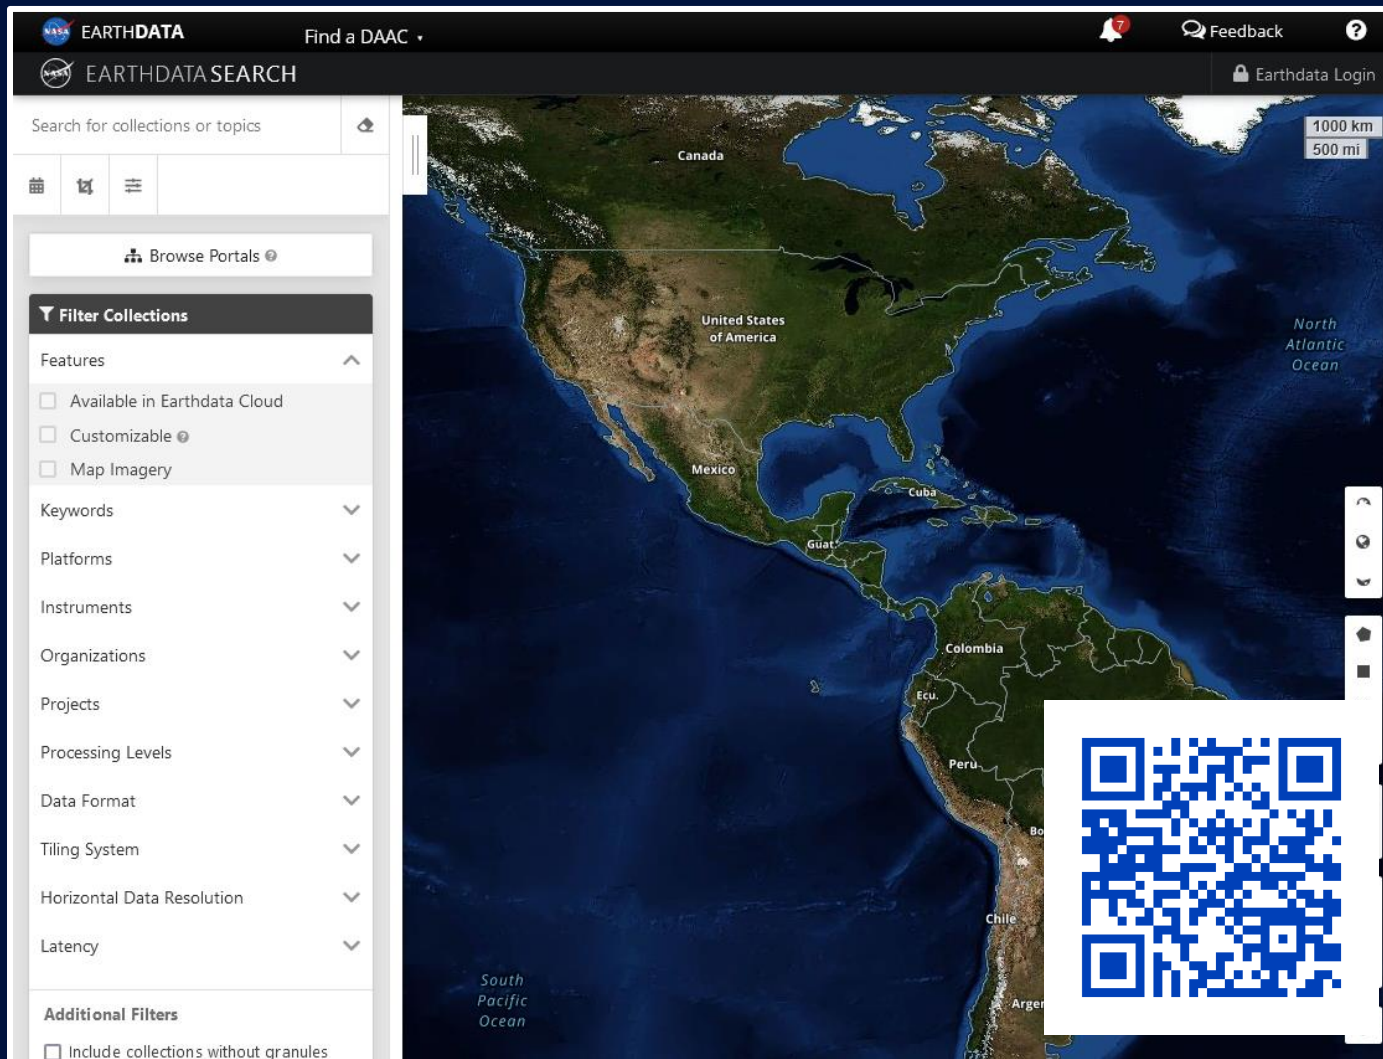 EARTHDATA
Find a DAAC
7
Feedback
?
EARTHDATA SEARCH
Earthdata Login
Search for collections or topics
Browse Portals
Filter Collections
Features
Available in Earthdata Cloud
Customizable
Map Imagery
Keywords
Platforms
Instruments
Organizations
Projects
Processing Levels
Data Format
Tiling System
Horizontal Data Resolution
Latency
Additional Filters
Include collections without granules
1000 km
500 mi
Canada
United States
of America
North
Atlantic
Ocean
Mexico
Cuba
Guat.
Colombia
Ecu.
Peru
Bo
Chile
South
Pacific
Ocean
Arger